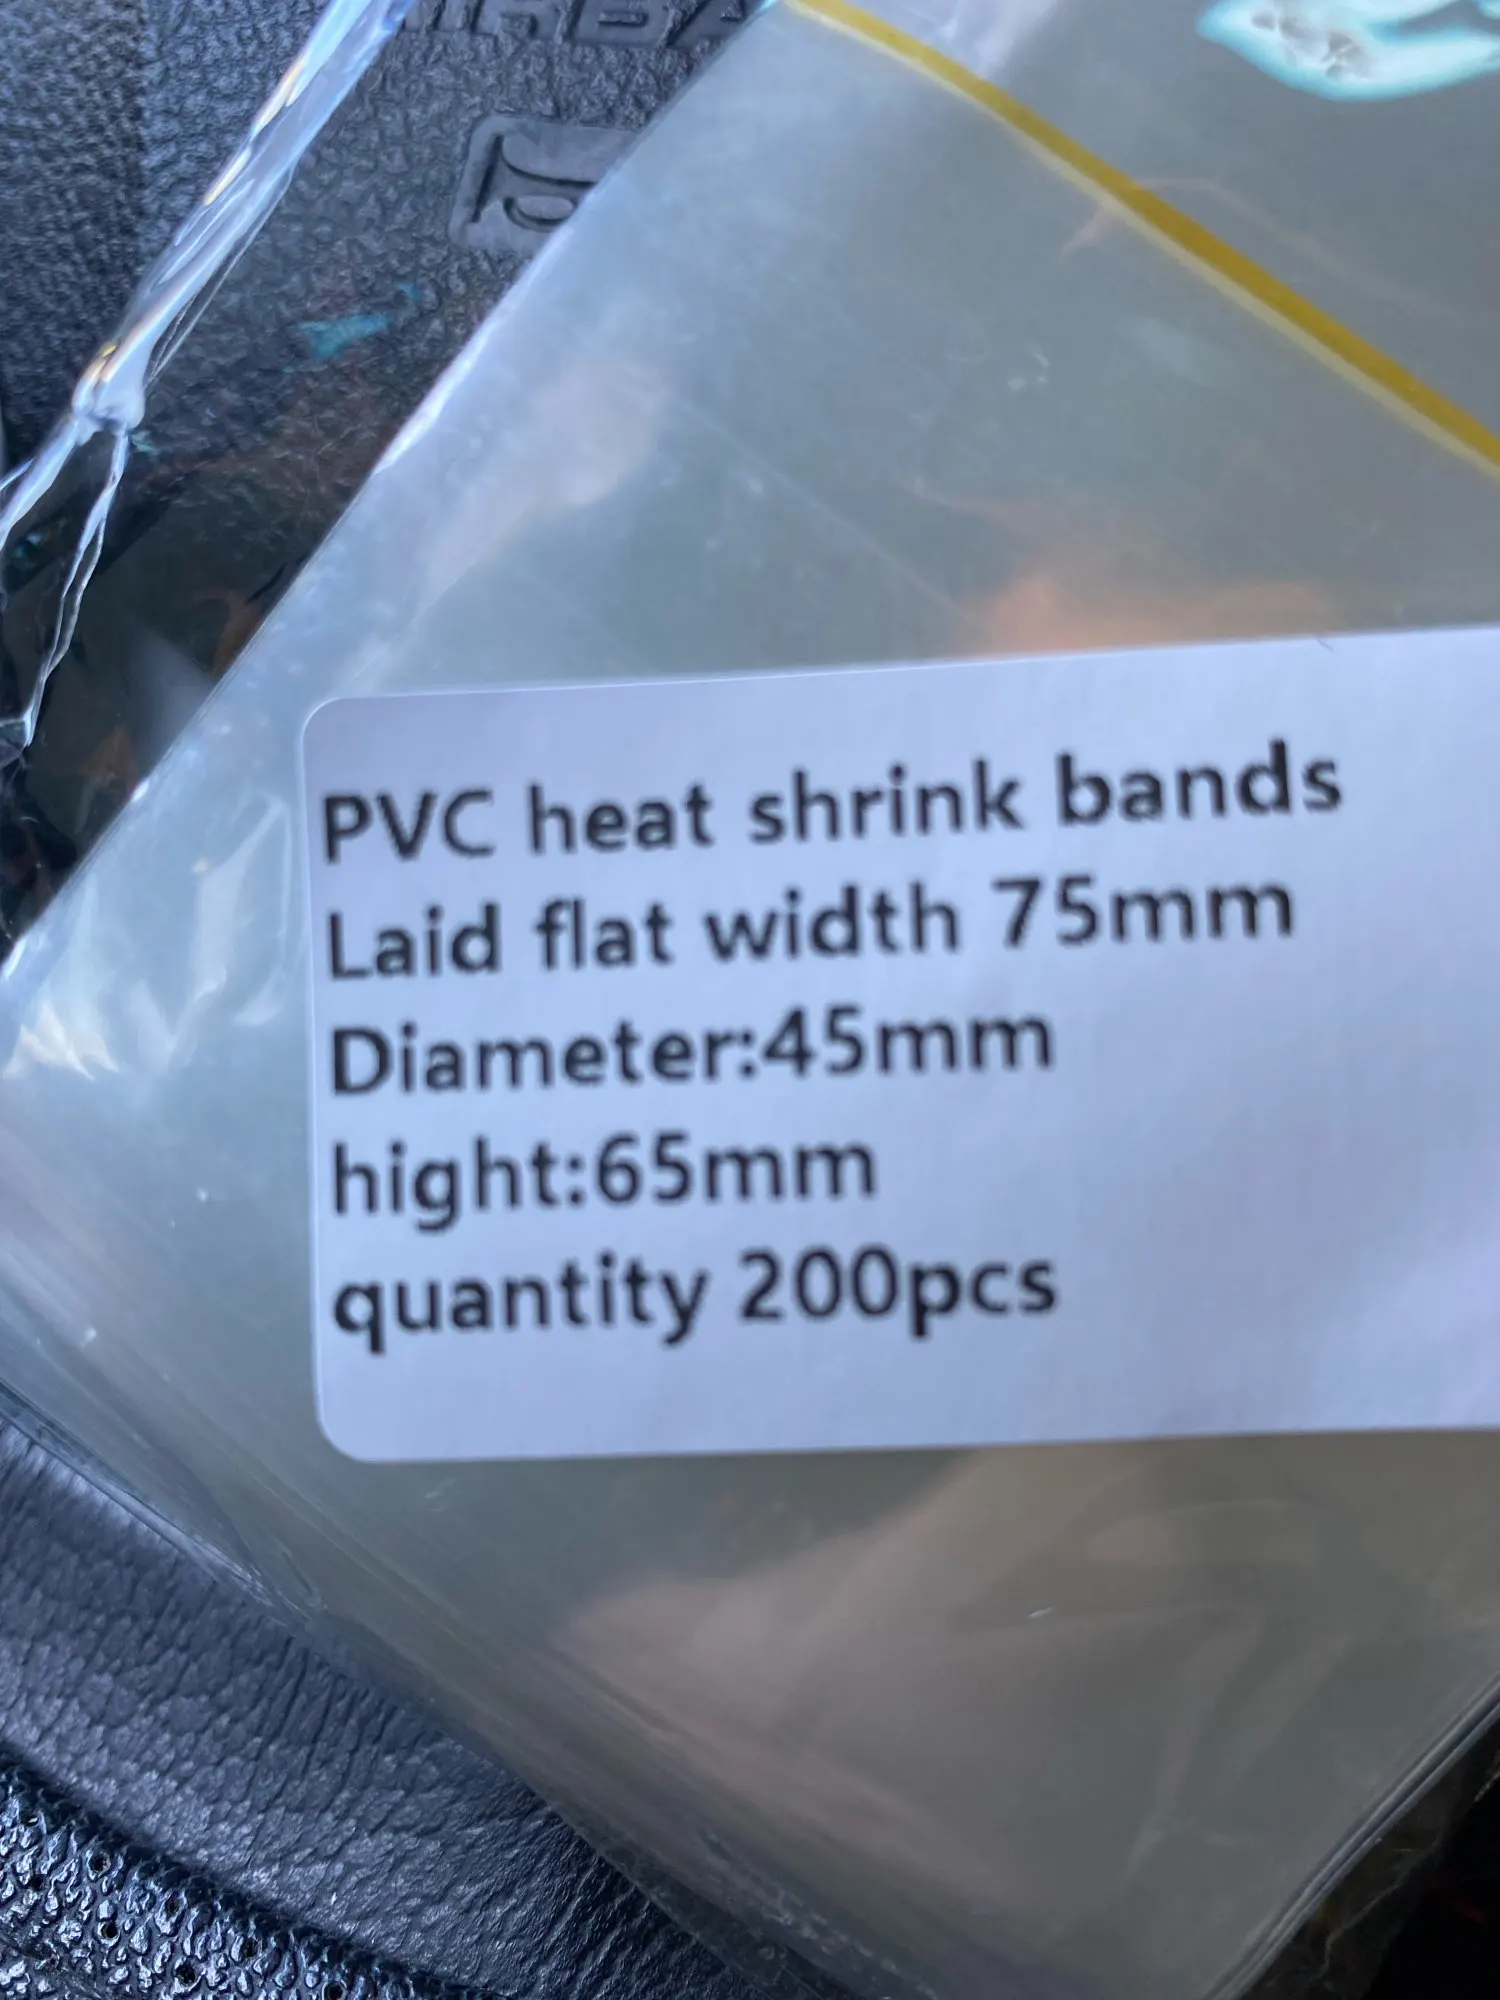 PVC heat shrink bands
Laid flat width 75mm
Diameter:45mm
hight:65mm
quantity 200pcs